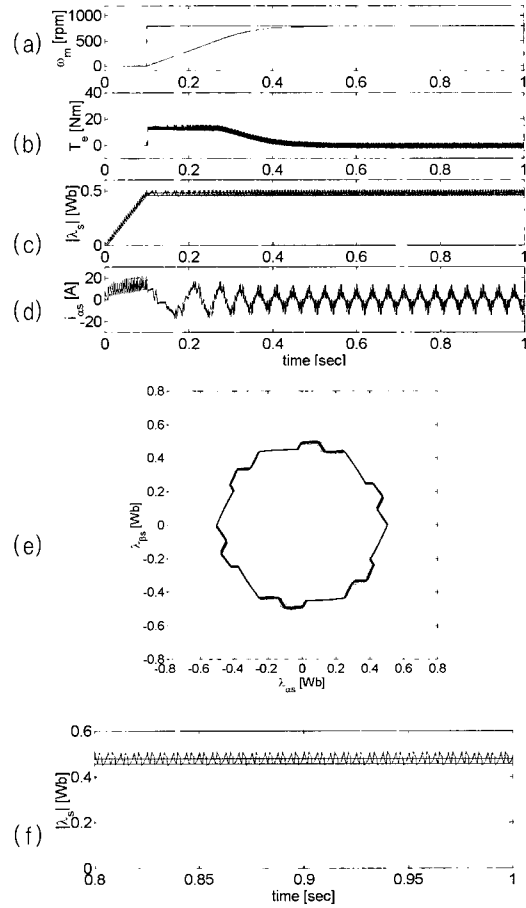 (a)
ω_m [rpm]
1000
500
0
0 0.2 0.4 0.6 0.8 1
(b)
T_e [Nm]
40
20
0
0 0.2 0.4 0.6 0.8 1
(c)
|λ_s| [Wb]
0.5
0
0 0.2 0.4 0.6 0.8 1
(d)
i_αs [A]
20
0
-20
0 0.2 0.4 0.6 0.8 1
time [sec]
(e)
λ_βs [Wb]
0.8
0.6
0.4
0.2
0
-0.2
-0.4
-0.6
-0.8
-0.8 -0.6 -0.4 -0.2 0 0.2 0.4 0.6 0.8
λ_αs [Wb]
(f)
|λ_s| [Wb]
0.6
0.4
0.2
0
0.8 0.85 0.9 0.95 1
time [sec]